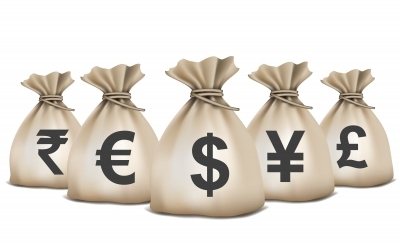 ₹ € $ ¥ £